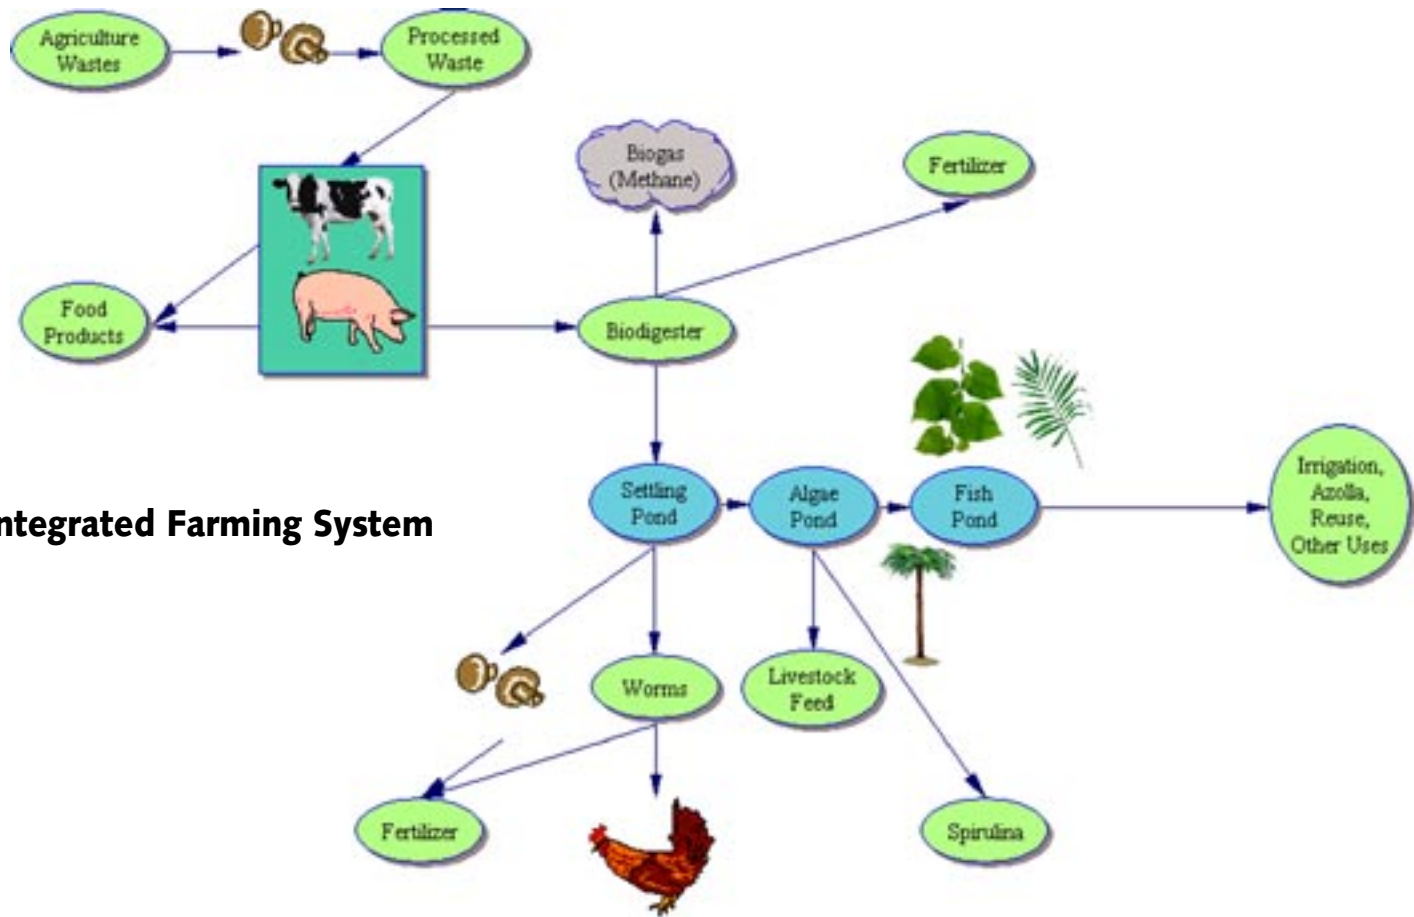 Agriculture
Wastes
Processed
Waste
Biogas
(Methane)
Fertilizer
Food
Products
Biodigester
Settling
Pond
Algae
Pond
Fish
Pond
Irrigation,
Azolla,
Reuse,
Other Uses
ntegrated Farming System
Worms
Livestock
Feed
Fertilizer
Spirulina